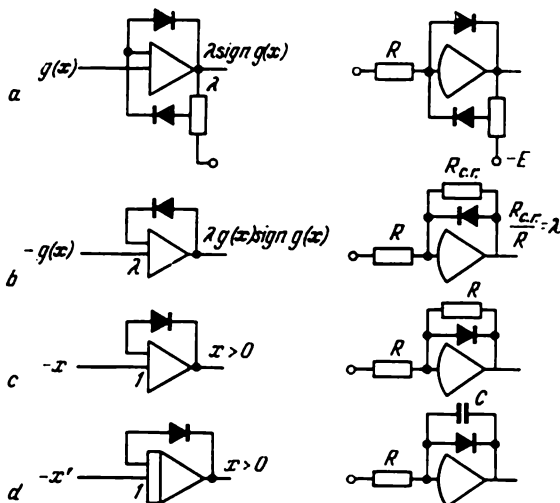 g(x)
λsign g(x)
λ
a
R
-E
-g(x)
λ
λg(x)sign g(x)
b
R
R_c.r.
R_c.r./R = λ
-x
1
x>0
c
R
R
-x'
1
x>0
d
R
C